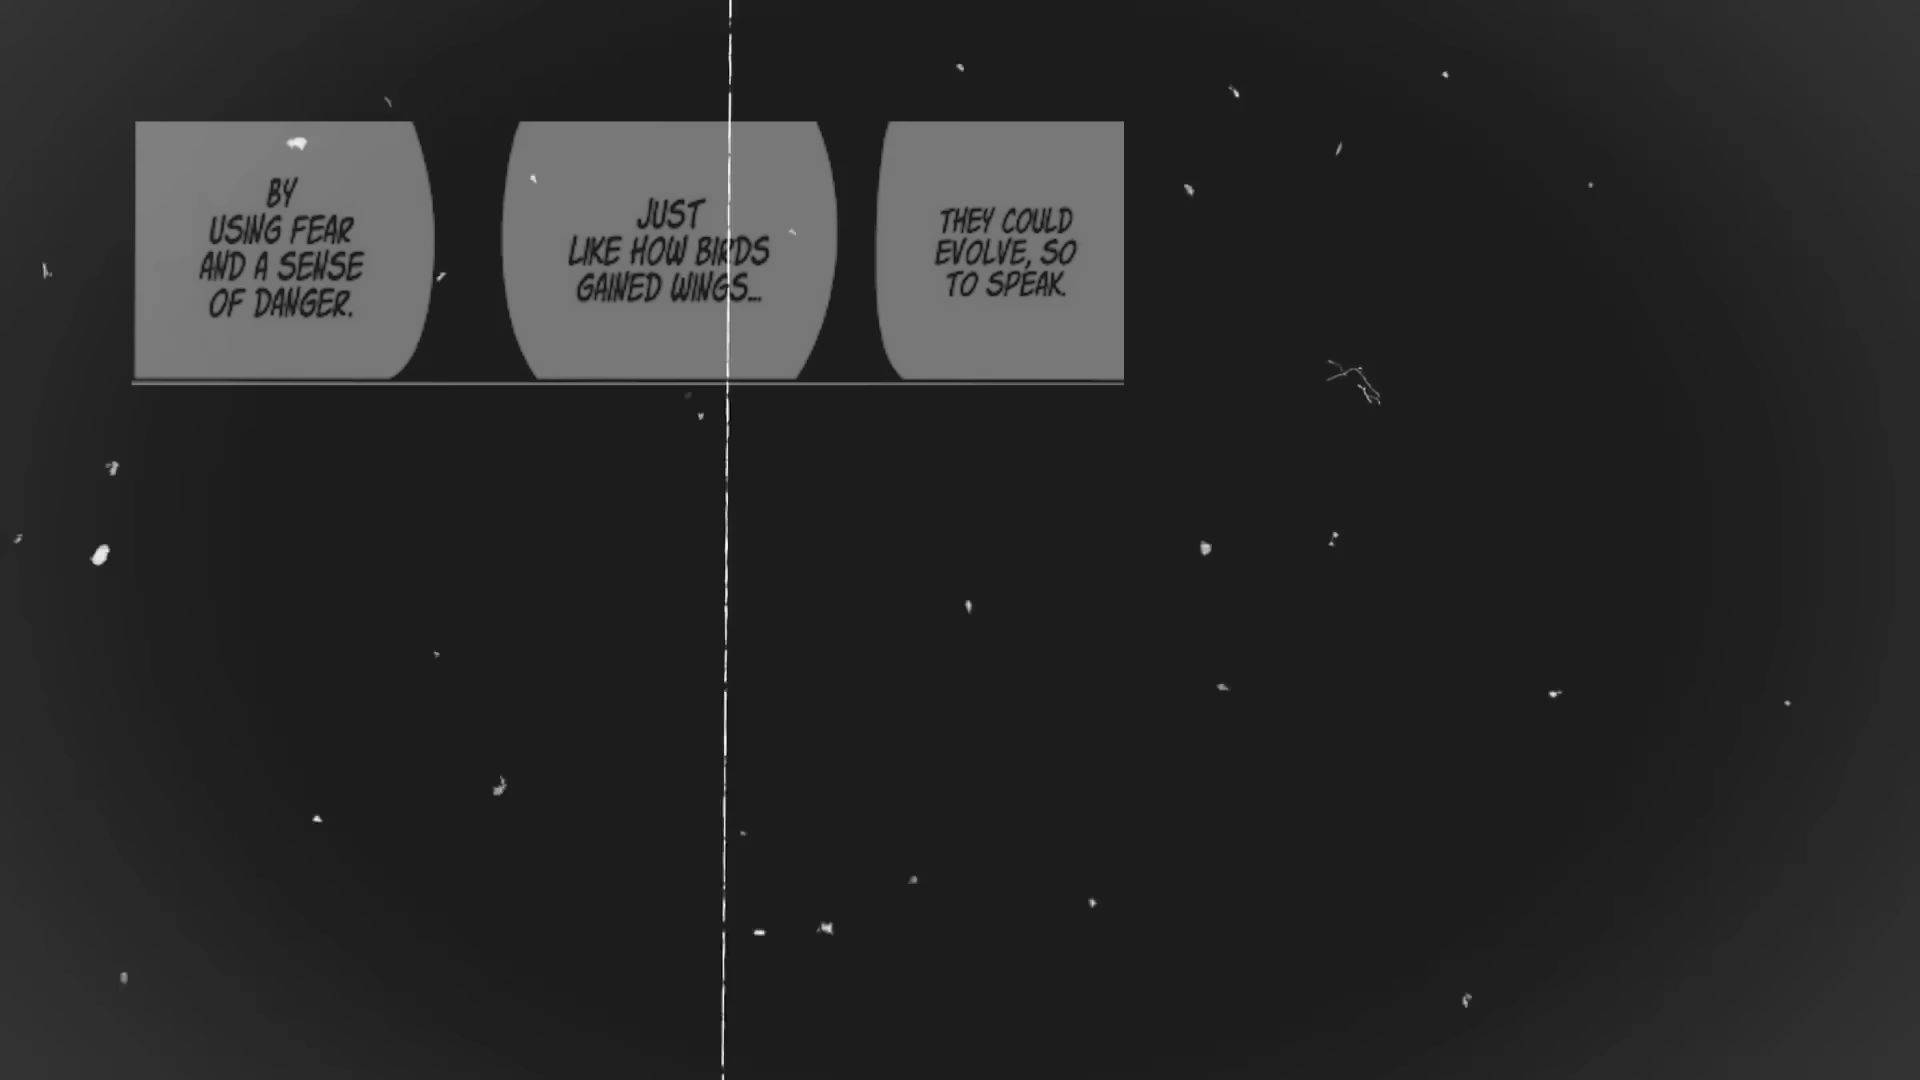 BY
USING FEAR
AND A SENSE
OF DANGER.
JUST
LIKE HOW BIRDS
GAINED WINGS...
THEY COULD
EVOLVE, SO
TO SPEAK.